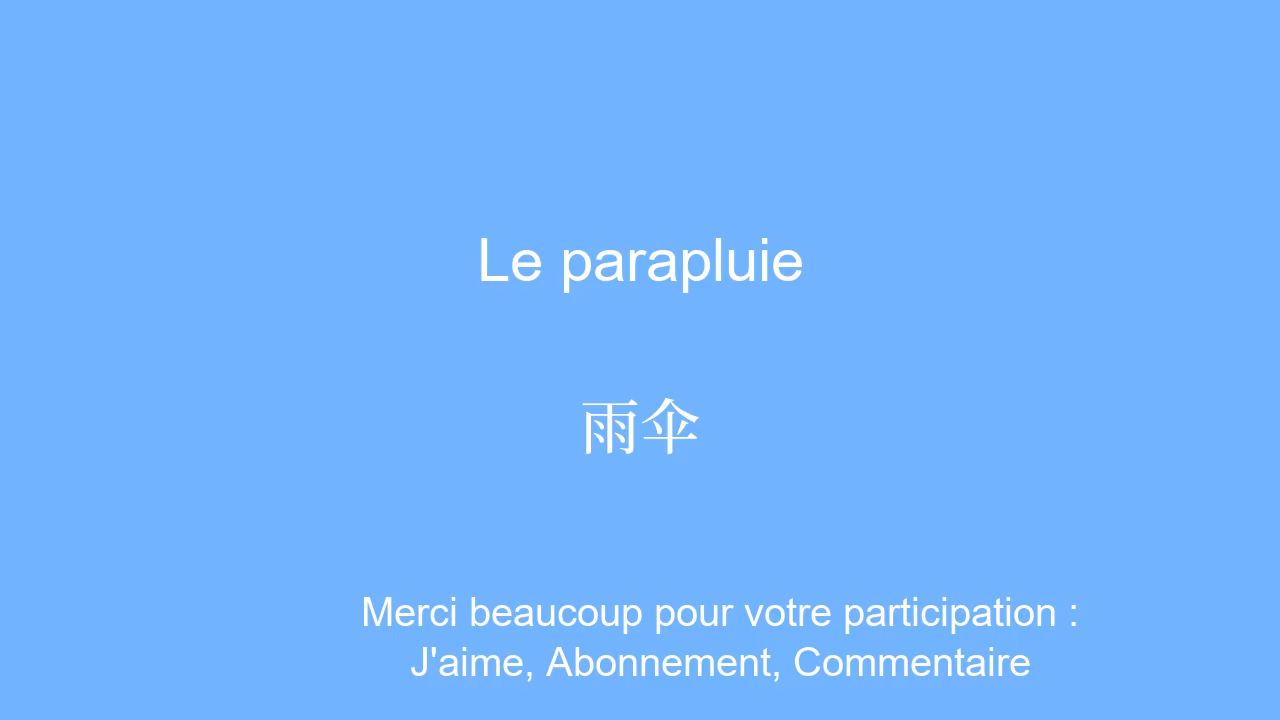 Le parapluie
雨伞
Merci beaucoup pour votre participation :
J'aime, Abonnement, Commentaire